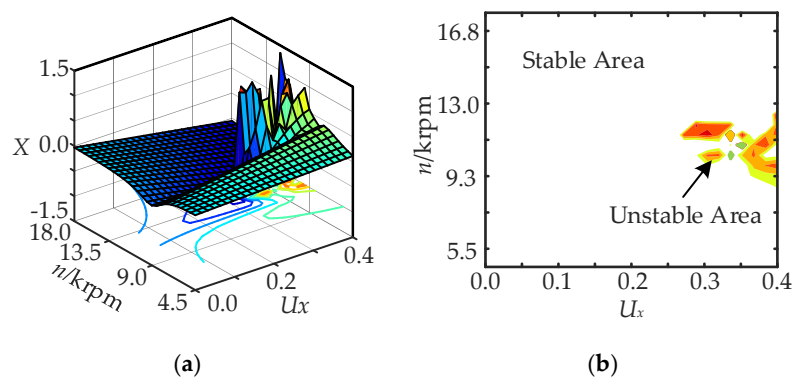 1.5
X
0.0
-1.5
18.0
13.5
9.0
4.5
n/krpm
0.0
0.2
0.4
Ux
(a)
16.8
13.0
9.3
5.5
n/krpm
Stable Area
Unstable Area
0.0
0.1
0.2
0.3
0.4
Ux
(b)